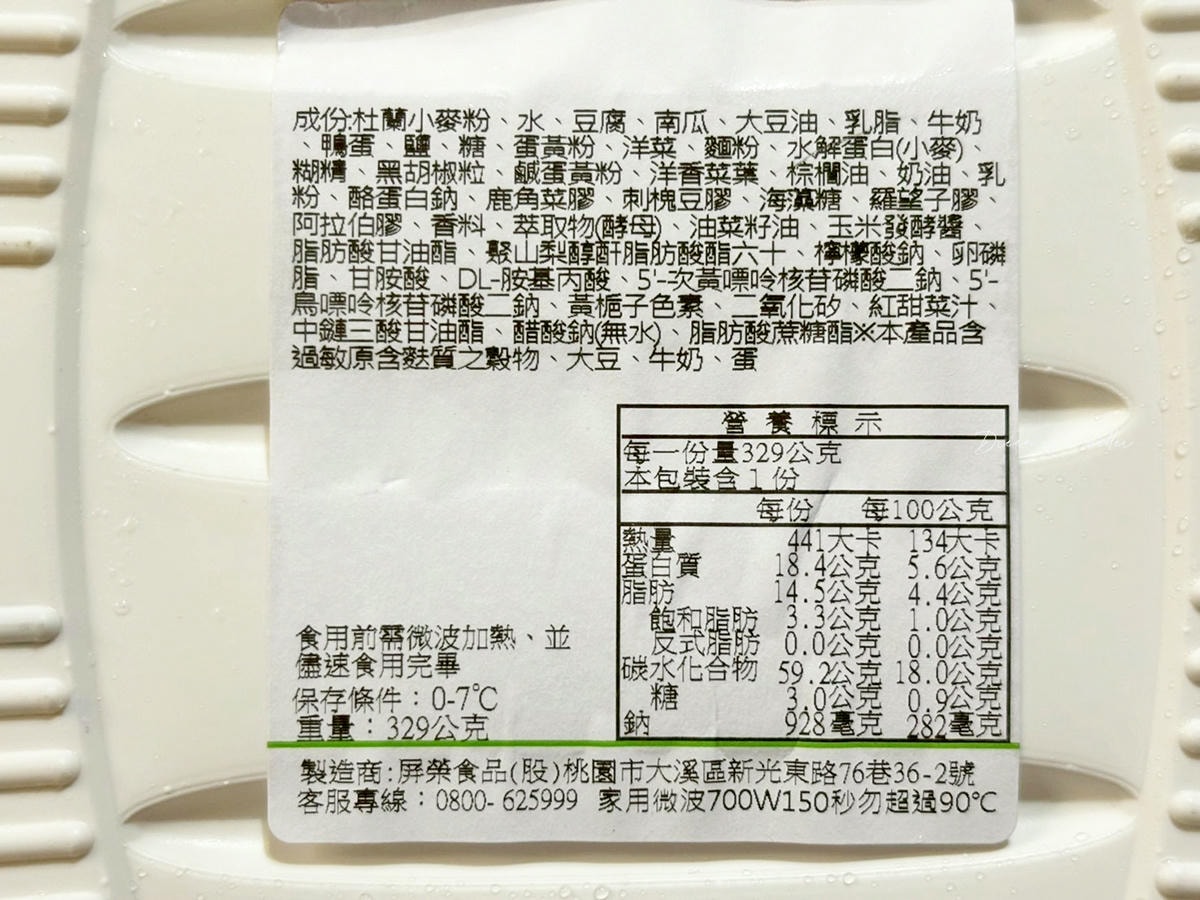 成份:杜蘭小麥粉、水、豆腐、南瓜、大豆油、乳脂、牛奶
、鴨蛋、鹽、糖、蛋黃粉、洋菜、麵粉、水解蛋白(小麥)、
糊精、黑胡椒粒、鹹蛋黃粉、洋香菜葉、棕櫚油、奶油、乳
粉、酪蛋白鈉、鹿角菜膠、刺槐豆膠、海藻糖、羅望子膠、
阿拉伯膠、香料、萃取物(酵母)、油菜籽油、玉米發酵醬、
脂肪酸甘油酯、聚山梨醇酐脂肪酸酯六十、檸檬酸鈉、卵磷
脂、甘胺酸、DL-胺基丙酸、5'-次黃嘌呤核苷磷酸二鈉、5'-
鳥嘌呤核苷磷酸二鈉、黃梔子色素、二氧化矽、紅甜菜汁、
中鏈三酸甘油酯、醋酸鈉(無水)、脂肪酸蔗糖酯※本產品含
過敏原含麩質之穀物、大豆、牛奶、蛋
營養標示
每一份量329公克
本包裝含1份
每份 每100公克
熱量 441大卡 134大卡
蛋白質 18.4公克 5.6公克
脂肪 14.5公克 4.4公克
飽和脂肪 3.3公克 1.0公克
反式脂肪 0.0公克 0.0公克
碳水化合物 59.2公克 18.0公克
糖 3.0公克 0.9公克
鈉 928毫克 282毫克
食用前需微波加熱、並
儘速食用完畢
保存條件：0-7℃
重量：329公克
製造商:屏榮食品(股)桃園市大溪區新光東路76巷36-2號
客服專線：0800-625999 家用微波700W150秒勿超過90℃